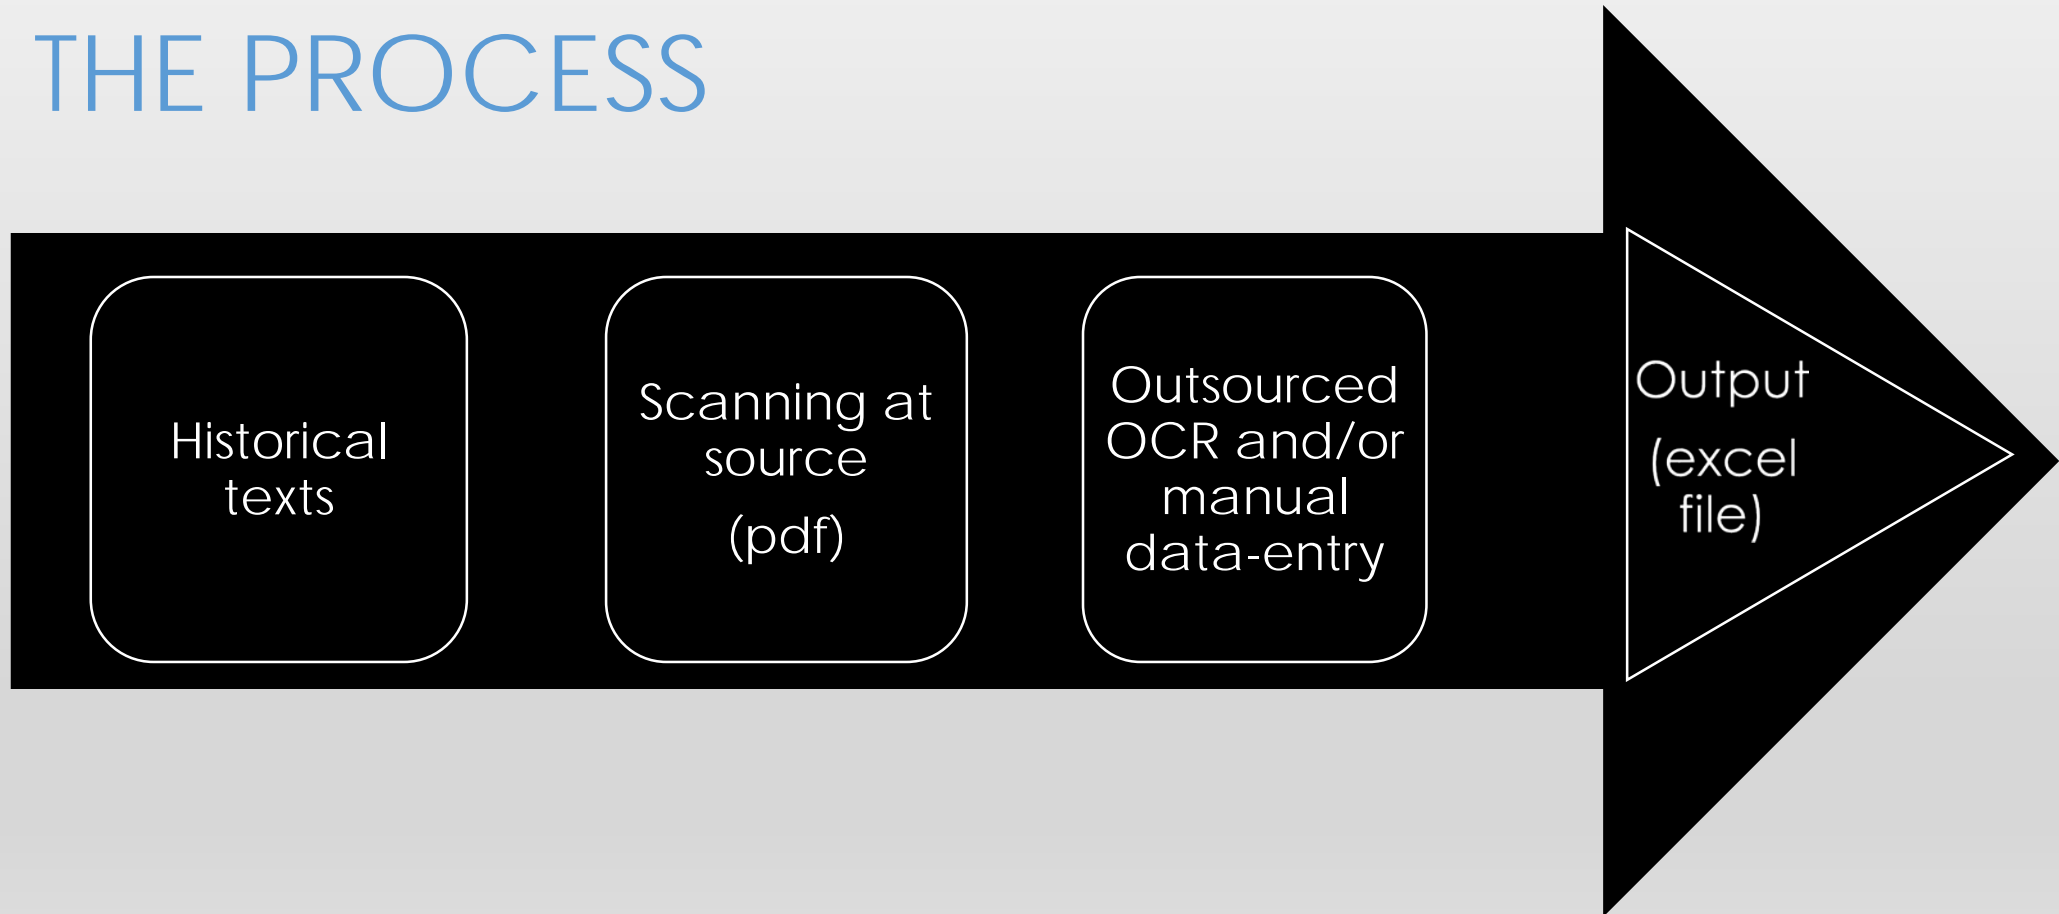 THE PROCESS
Historical
texts
Scanning at
source
(pdf)
Outsourced
OCR and/or
manual
data-entry
Output
(excel
file)